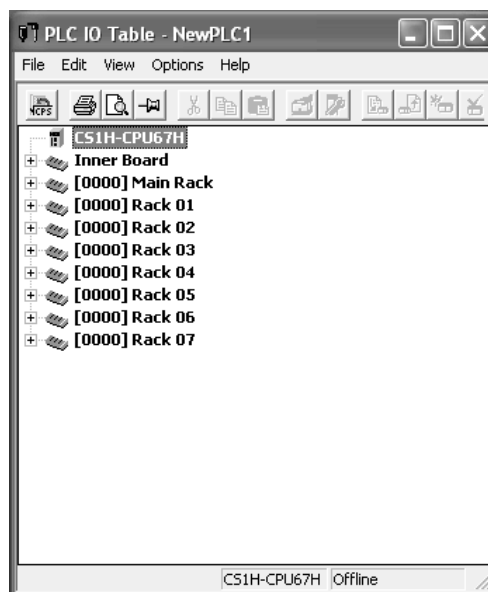 PLC IO Table - NewPLC1
File Edit View Options Help
CPS
CS1H-CPU67H
Inner Board
[0000] Main Rack
[0000] Rack 01
[0000] Rack 02
[0000] Rack 03
[0000] Rack 04
[0000] Rack 05
[0000] Rack 06
[0000] Rack 07
CS1H-CPU67H Offline